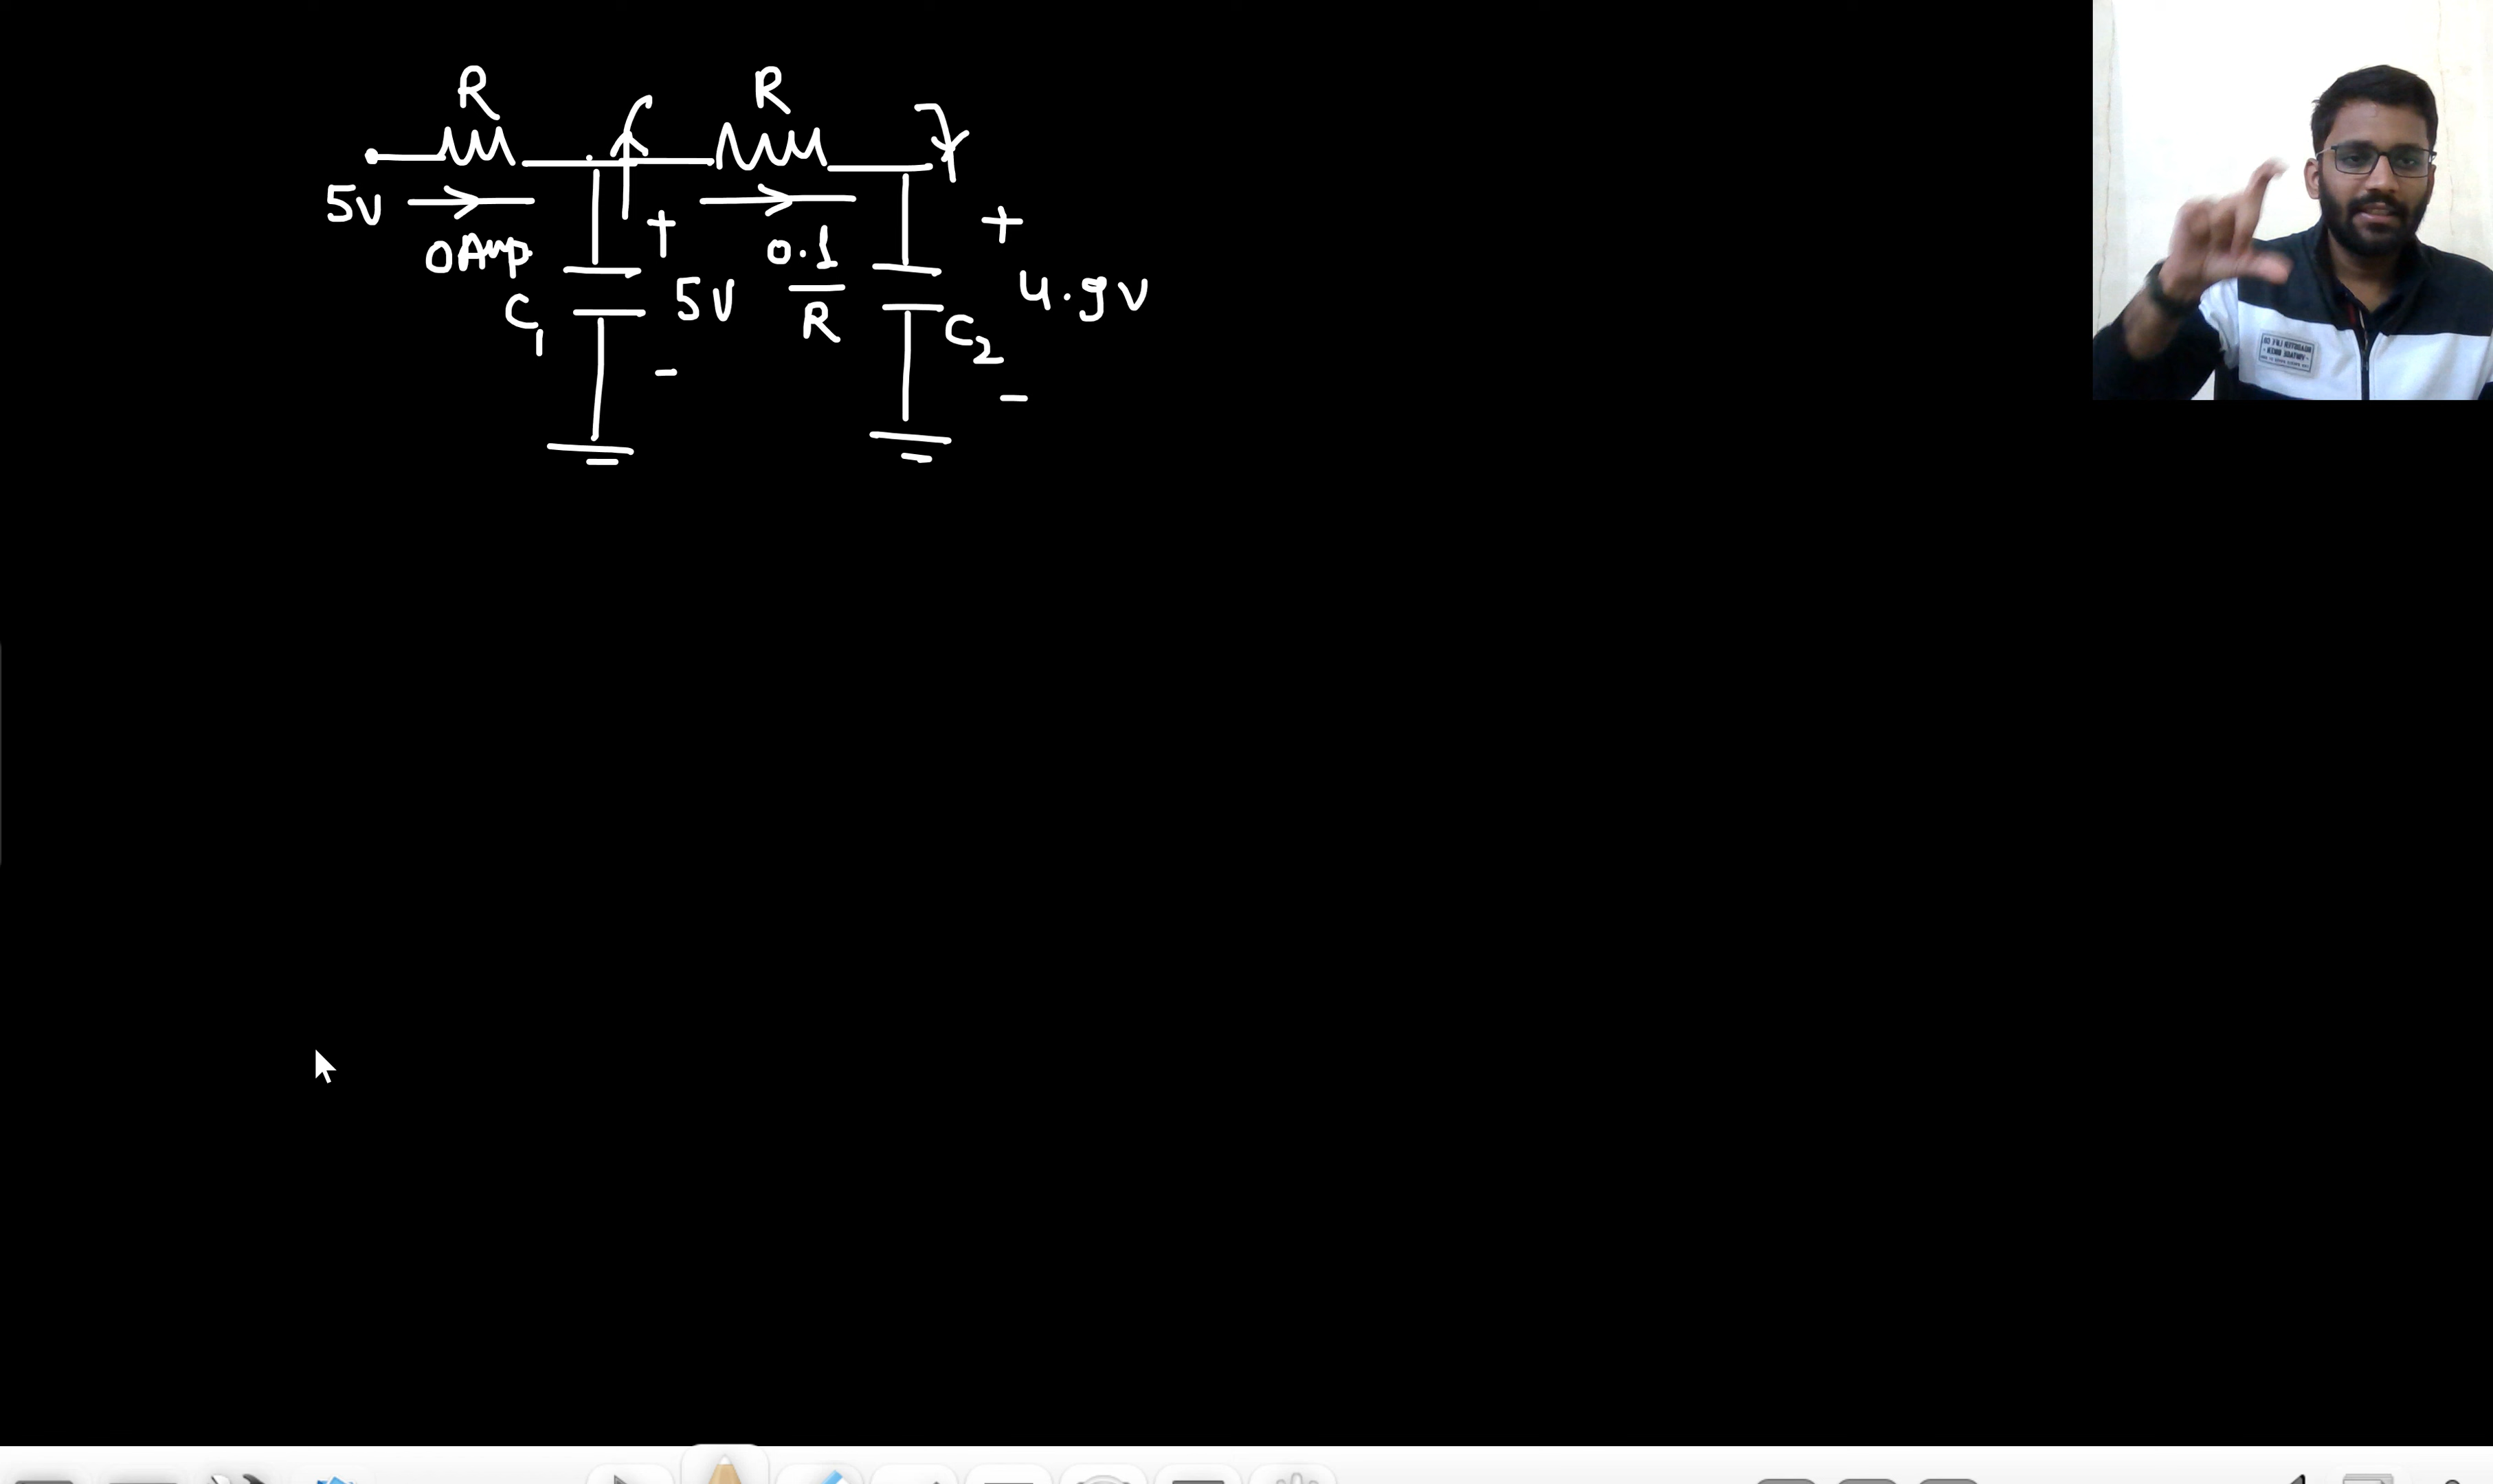 R R
5V + +
0Amp 0.1
5V — 4.9V
C1 R C2
- -